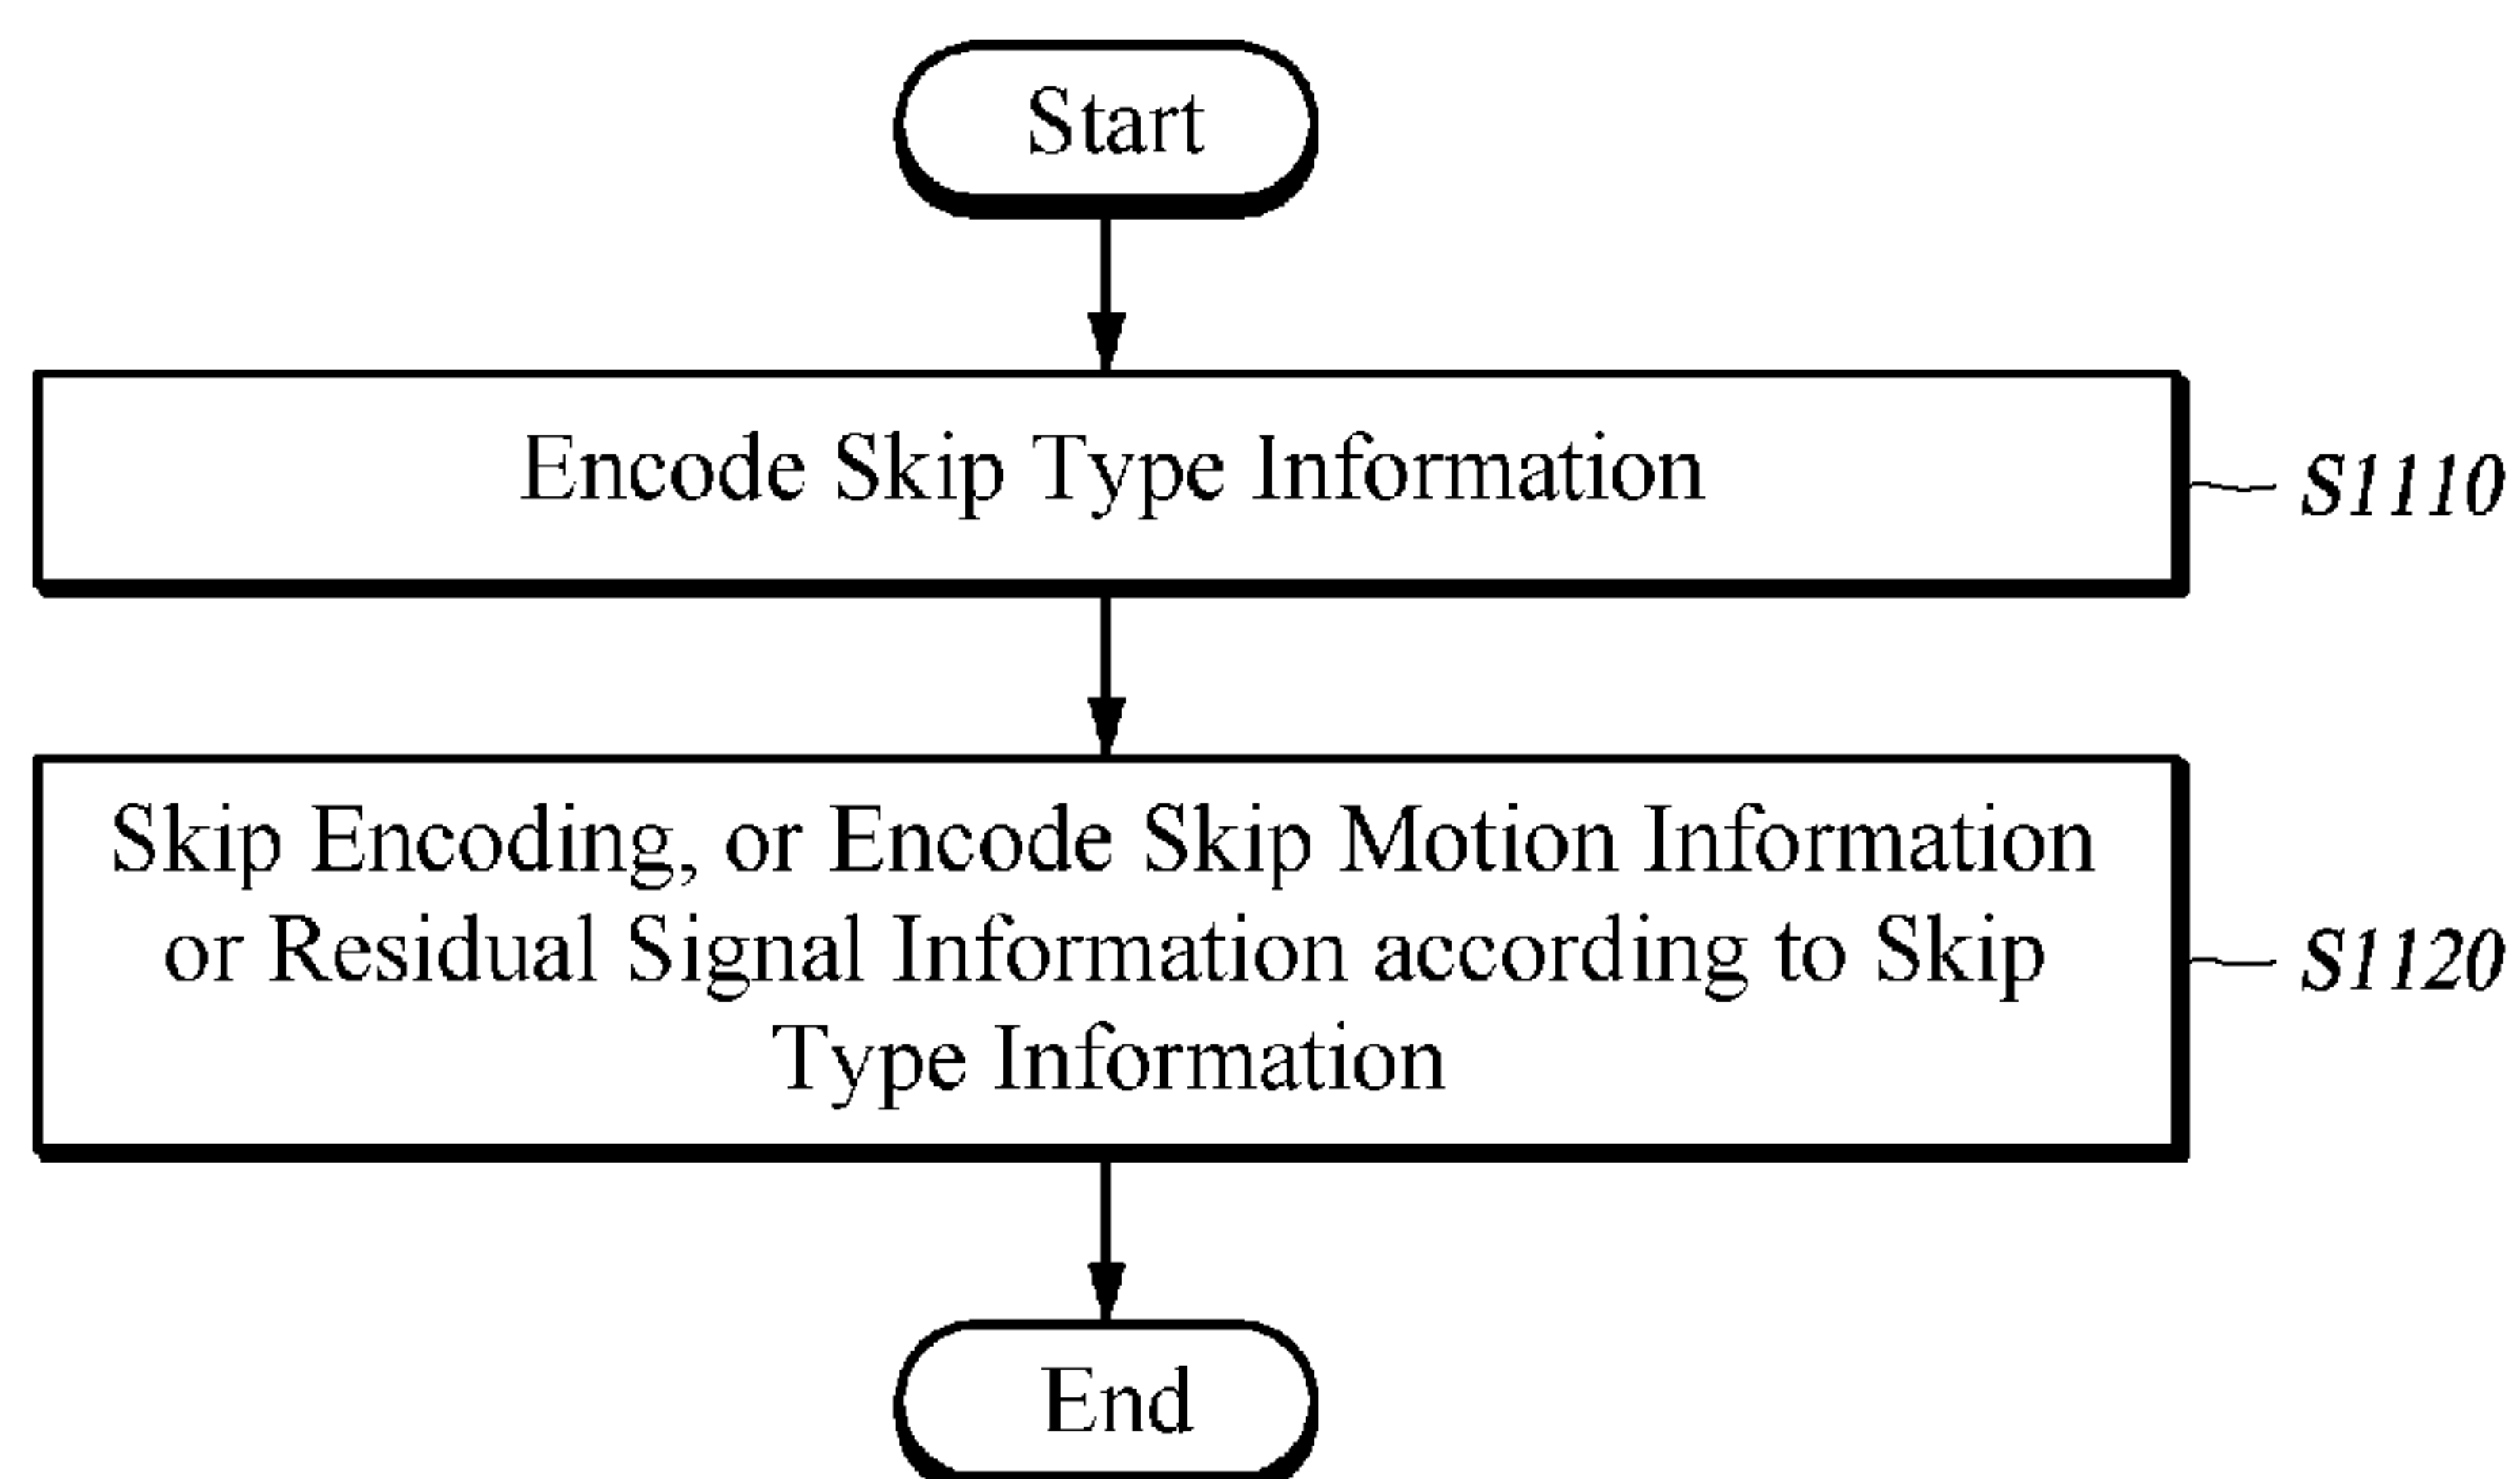 Start
Encode Skip Type Information
S1110
Skip Encoding, or Encode Skip Motion Information
or Residual Signal Information according to Skip
Type Information
S1120
End